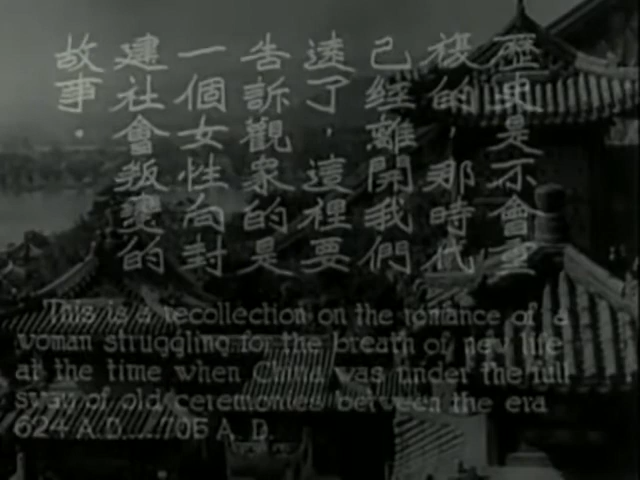 歷史是不會重
複的，那時代
已经離開我們
遠了，這裡要
告訴觀眾的是
一個女性向封
建社會叛變的
故事．
This is a recollection on the romance of a
woman struggling for the breath of new life
at the time when China was under the full
sway of old ceremonies between the era
624 A.D....705 A. D.